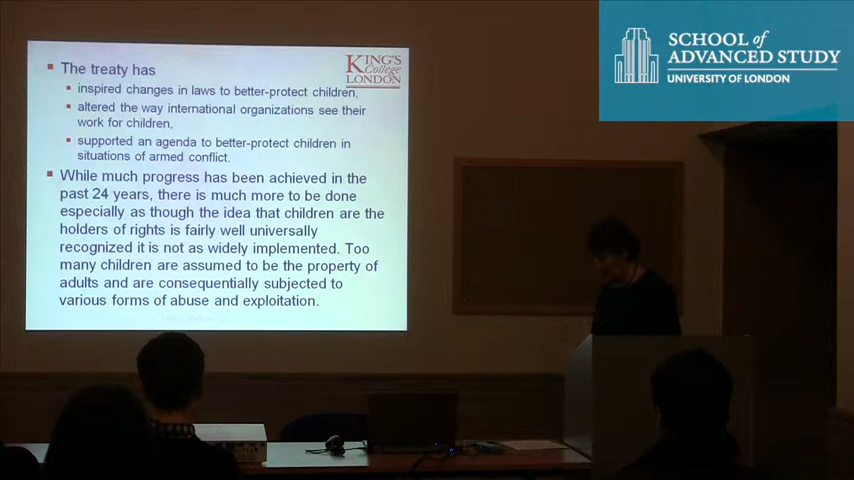 The treaty has
inspired changes in laws to better-protect children,
altered the way international organizations see their
work for children,
supported an agenda to better-protect children in
situations of armed conflict.
While much progress has been achieved in the
past 24 years, there is much more to be done
especially as though the idea that children are the
holders of rights is fairly well universally
recognized it is not as widely implemented. Too
many children are assumed to be the property of
adults and are consequentially subjected to
various forms of abuse and exploitation.
KING'S
College
LONDON
SCHOOL of
ADVANCED STUDY
UNIVERSITY OF LONDON